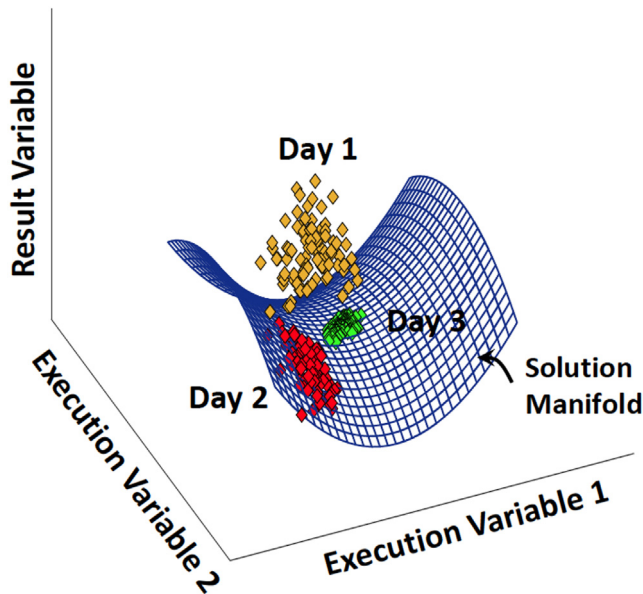 Result Variable
Day 1
Day 3
Day 2
Solution
Manifold
Execution Variable 2
Execution Variable 1